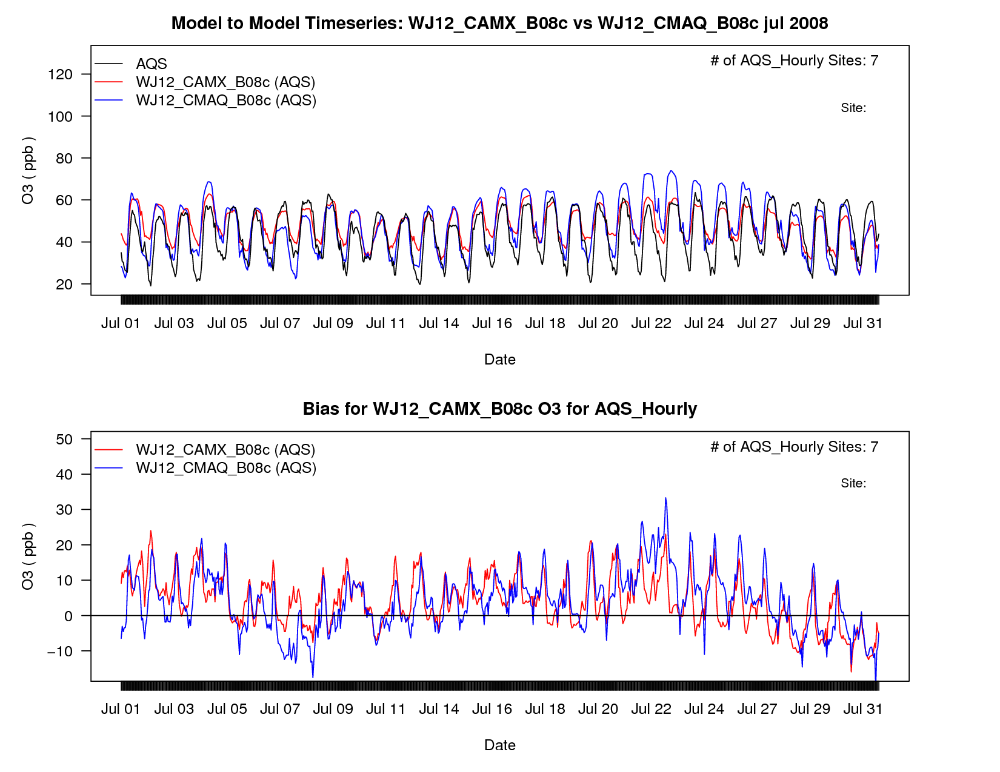 Model to Model Timeseries: WJ12_CAMX_B08c vs WJ12_CMAQ_B08c jul 2008
AQS
WJ12_CAMX_B08c (AQS)
WJ12_CMAQ_B08c (AQS)
# of AQS_Hourly Sites: 7
Site:
O3 ( ppb )
120
100
80
60
40
20
Jul 01 Jul 03 Jul 05 Jul 07 Jul 09 Jul 11 Jul 14 Jul 16 Jul 18 Jul 20 Jul 22 Jul 24 Jul 27 Jul 29 Jul 31
Date
Bias for WJ12_CAMX_B08c O3 for AQS_Hourly
WJ12_CAMX_B08c (AQS)
WJ12_CMAQ_B08c (AQS)
# of AQS_Hourly Sites: 7
Site:
O3 ( ppb )
50
40
30
20
10
0
−10
Jul 01 Jul 03 Jul 05 Jul 07 Jul 09 Jul 11 Jul 14 Jul 16 Jul 18 Jul 20 Jul 22 Jul 24 Jul 27 Jul 29 Jul 31
Date